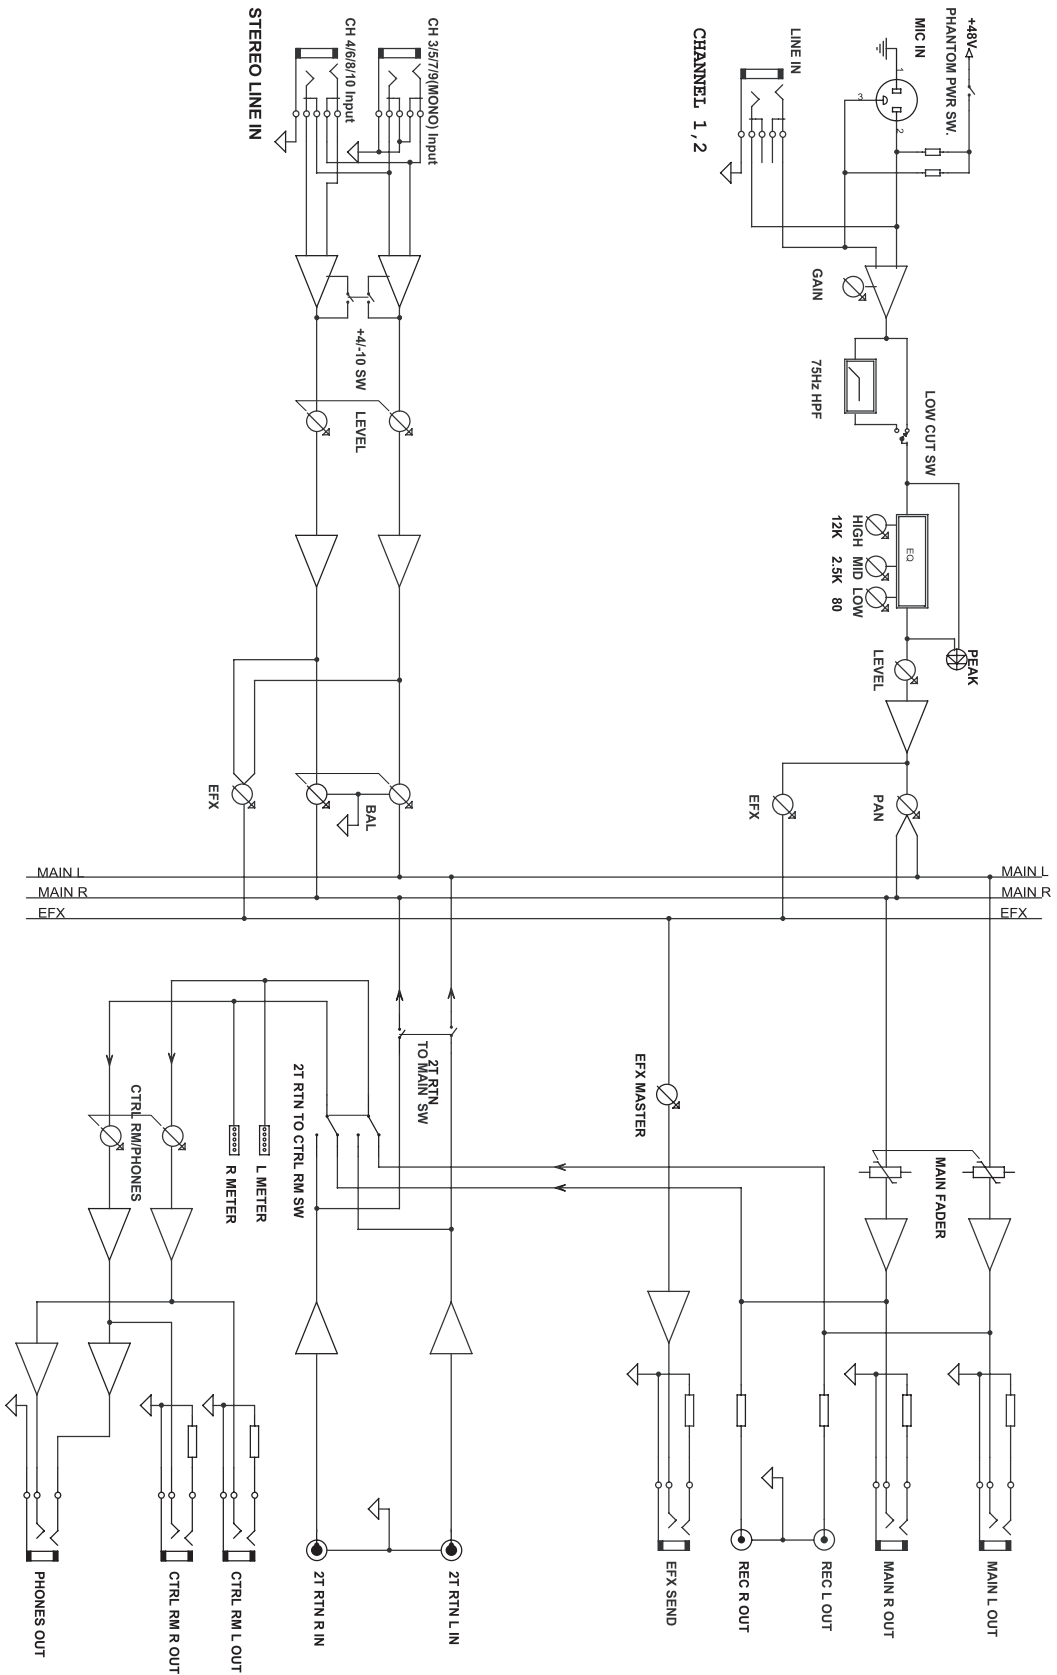 STEREO LINE IN
CH 4/6/8/10 Input
CH 3/5/7/9(MONO) Input
+4/-10 SW
LEVEL
EFX
BAL
CHANNEL 1,2
LINE IN
MIC IN
PHANTOM PWR SW.
+48V
1
2
3
GAIN
75Hz HPF
LOW CUT SW
EQ
HIGH MID LOW
12K 2.5K 80
PEAK
LEVEL
EFX
PAN
MAIN L
MAIN R
EFX
MAIN L
MAIN R
EFX
CTRL RM/PHONES
R METER
L METER
2T RTN TO CTRL RM SW
2T RTN
TO MAIN SW
EFX MASTER
MAIN FADER
PHONES OUT
CTRL RM R OUT
CTRL RM L OUT
2T RTN R IN
2T RTN L IN
EFX SEND
REC R OUT
REC L OUT
MAIN R OUT
MAIN L OUT